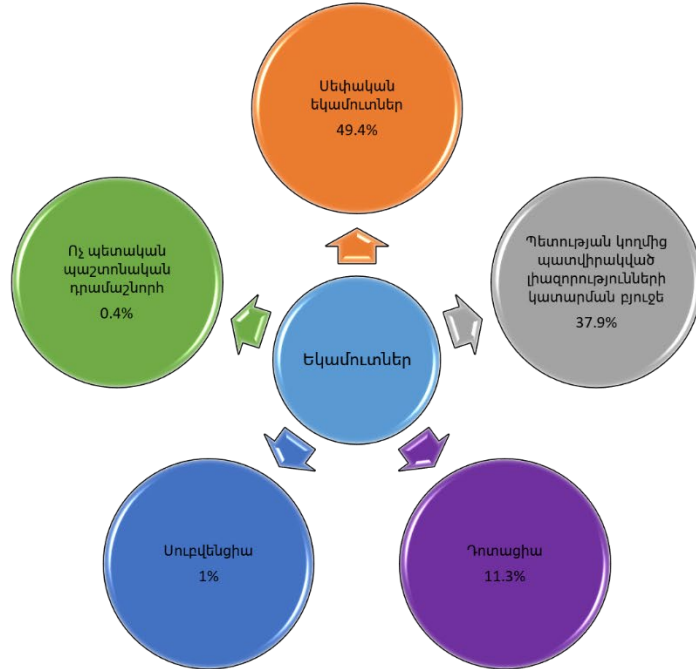 Սեփական
եկամուտներ
49.4%
Ոչ պետական
պաշտոնական
դրամաշնորհ
0.4%
Պետության կողմից
պատվիրակված
լիազորությունների
կատարման բյուջե
37.9%
Եկամուտներ
Սուբվենցիա
1%
Դոտացիա
11.3%